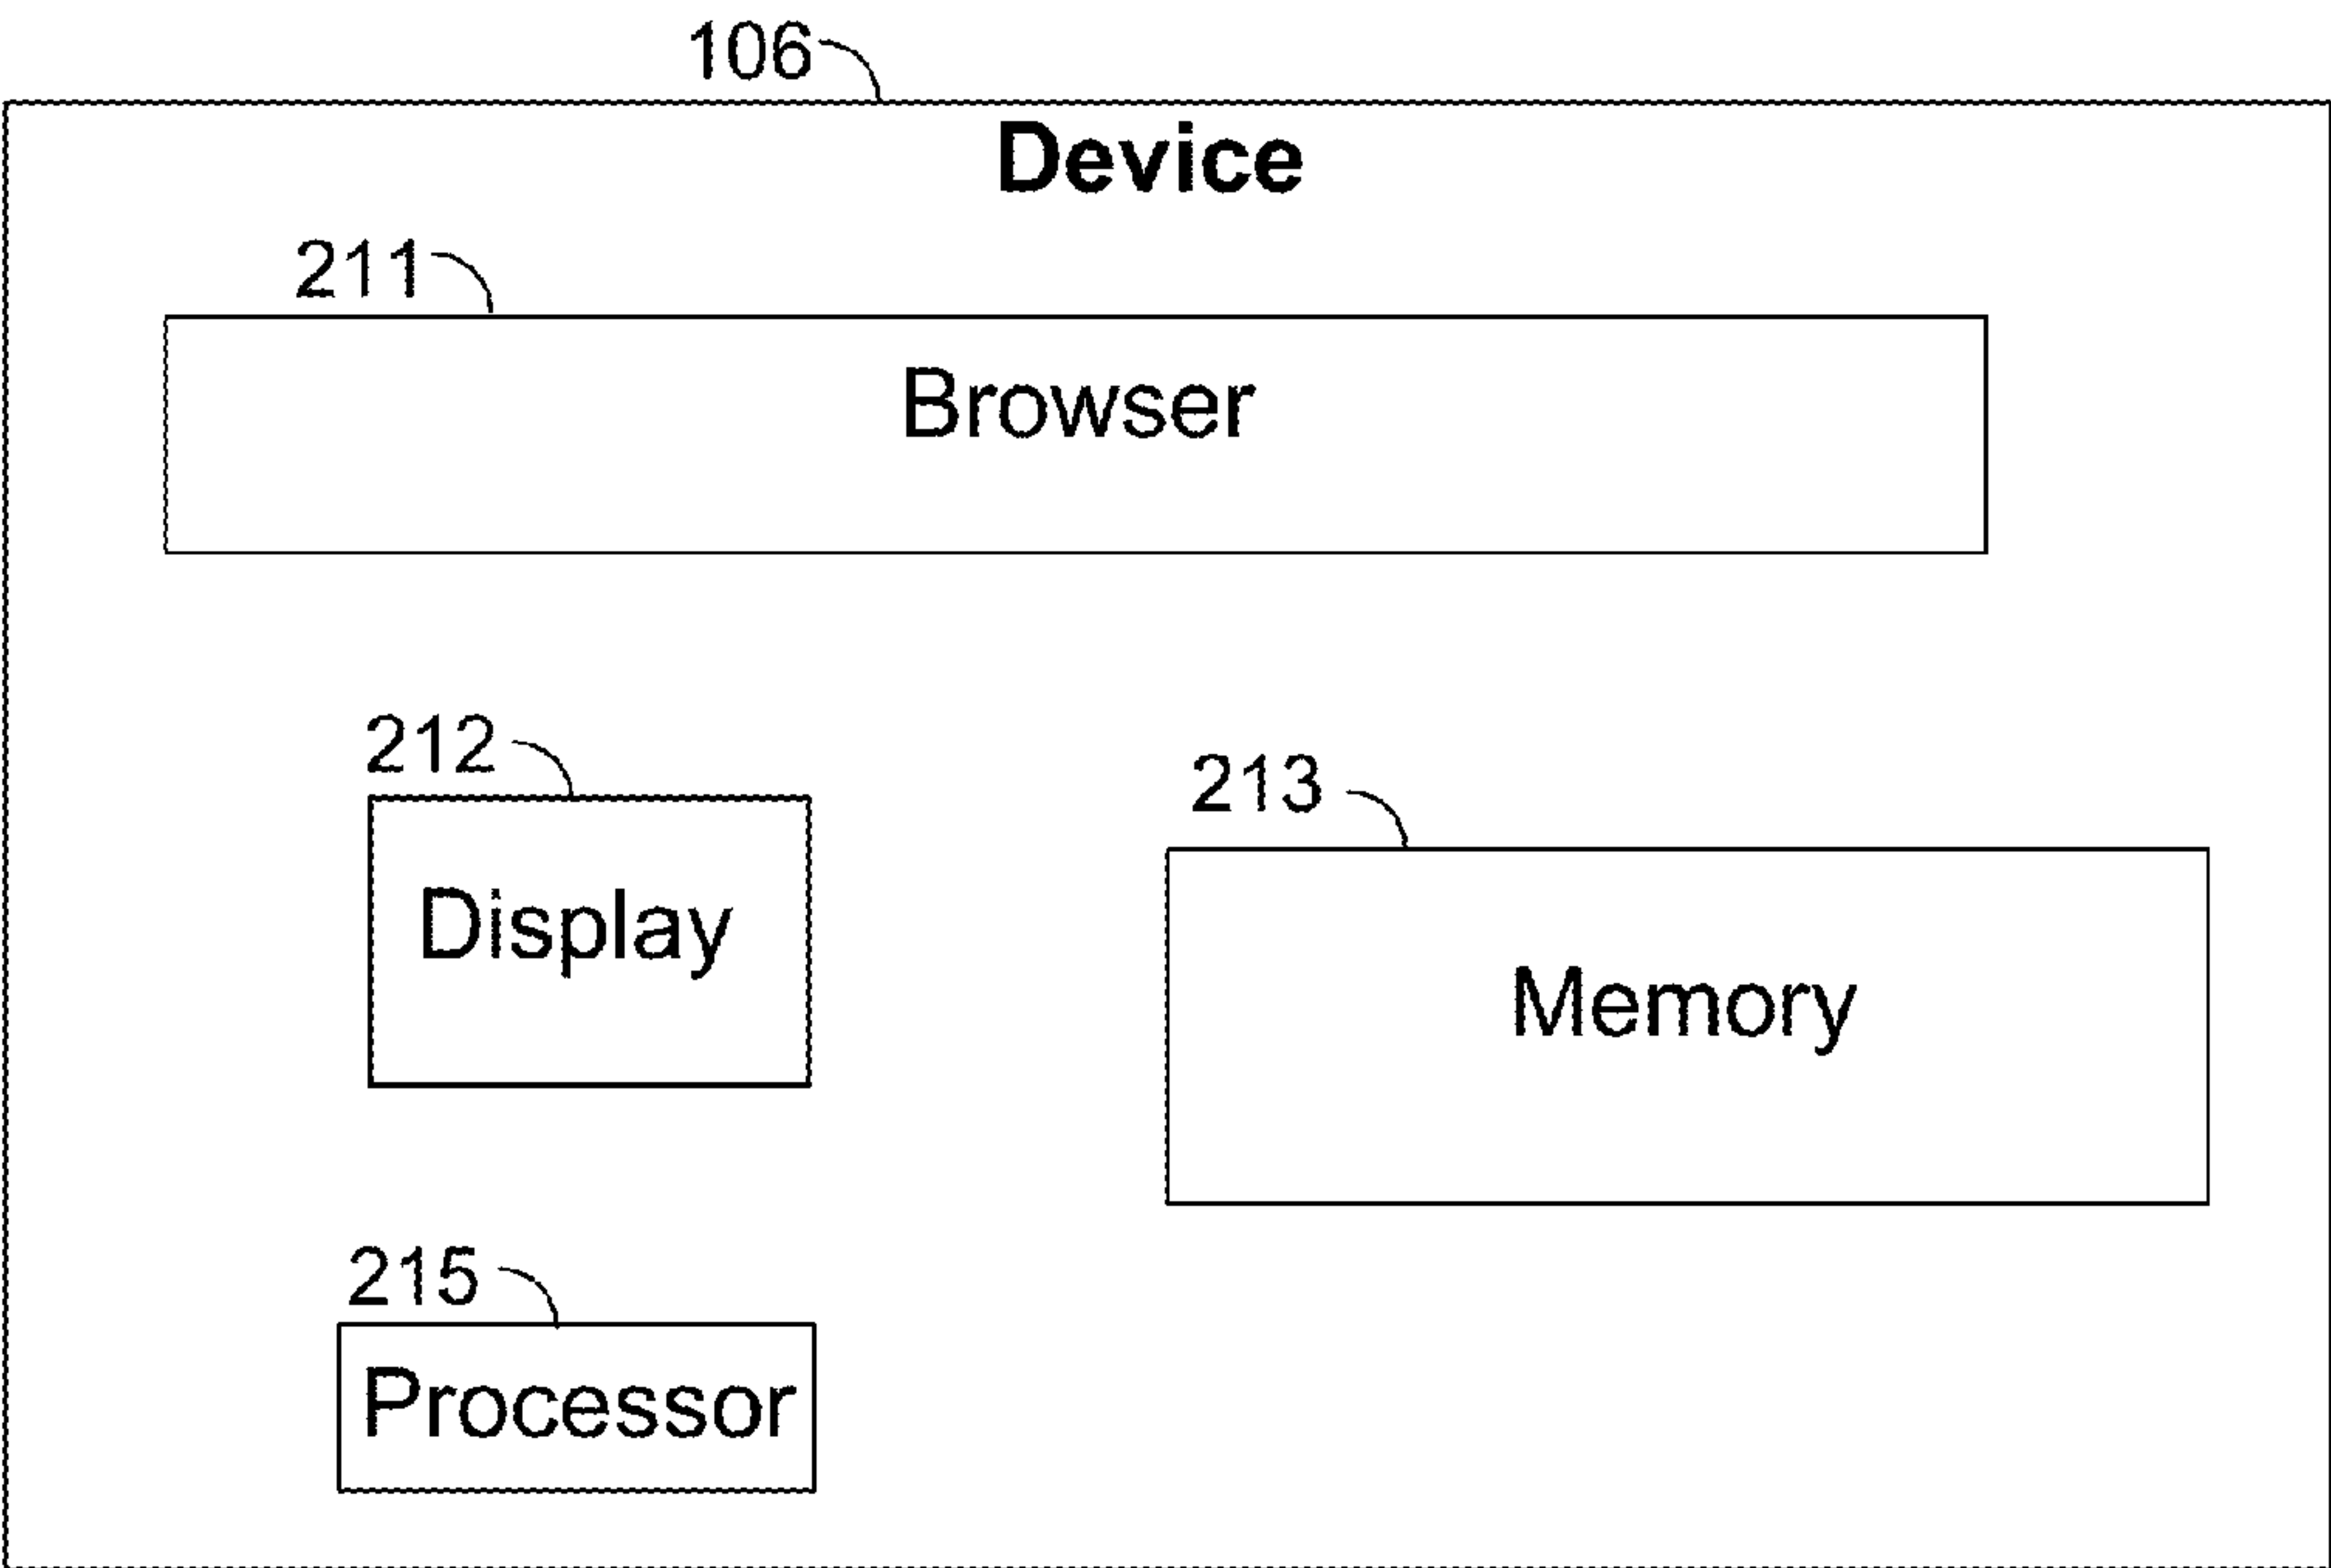 106
Device
211
Browser
212
213
Display
Memory
215
Processor